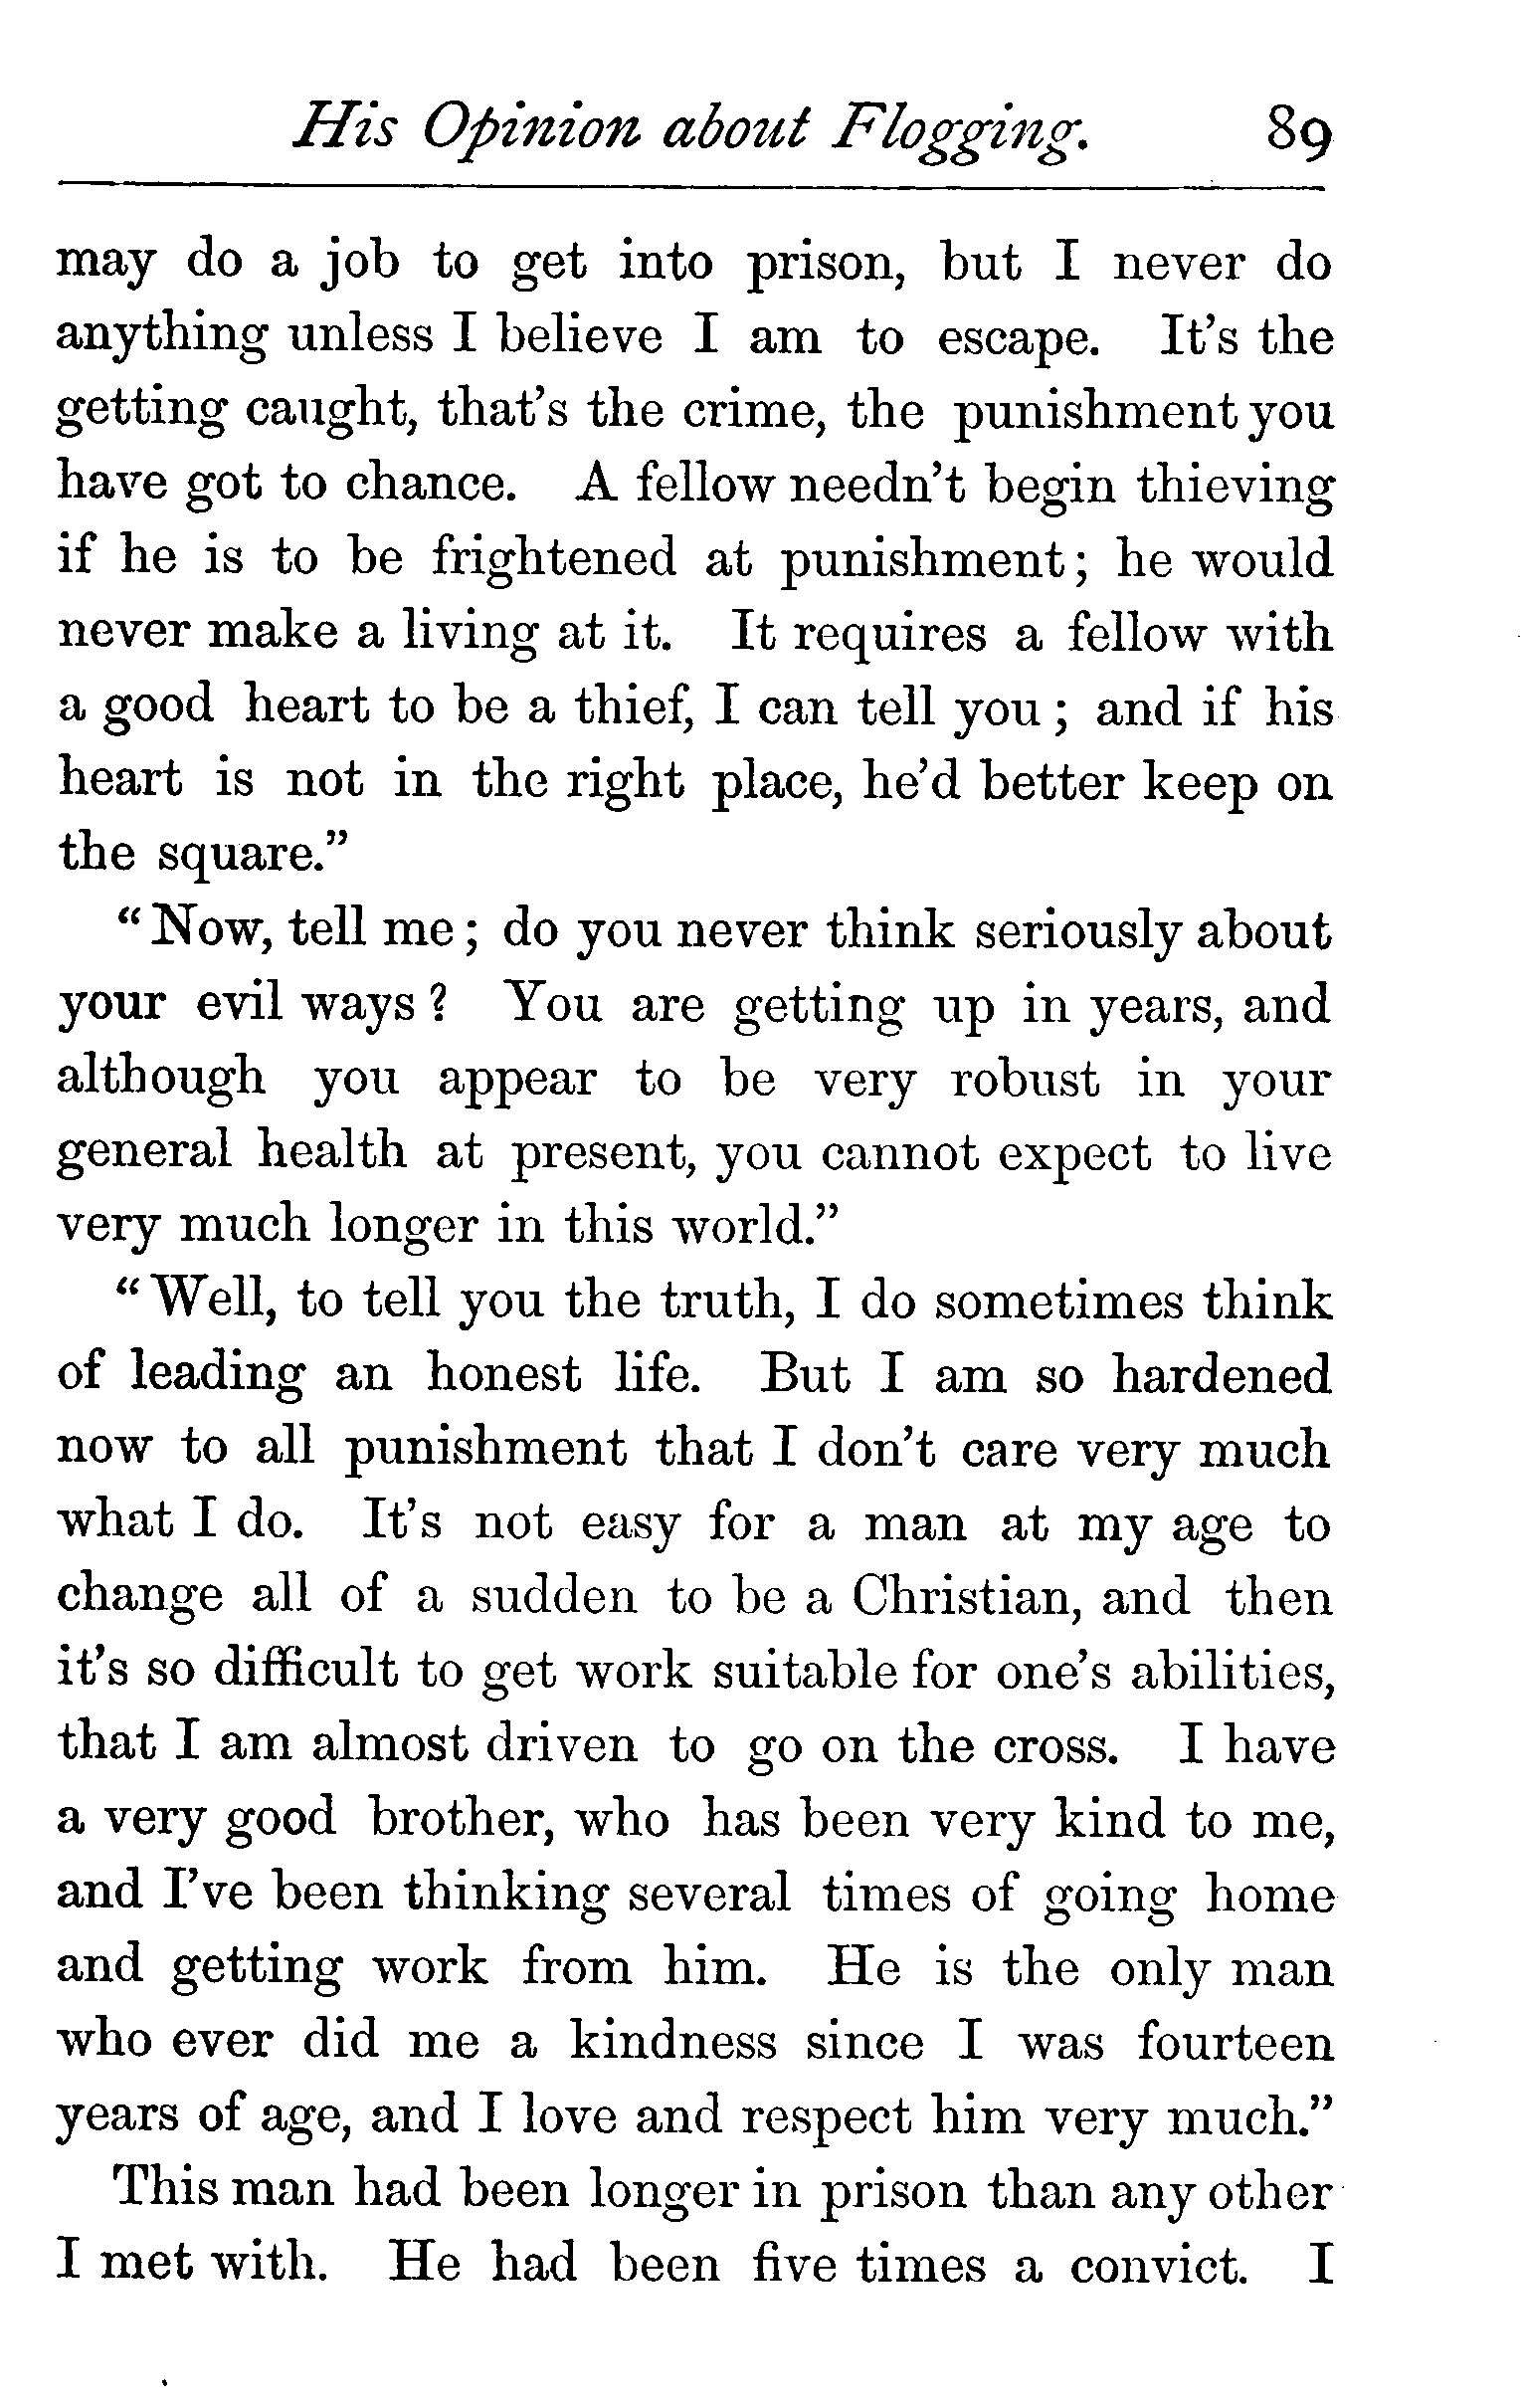 His Opinion about Flogging. 89
may do a job to get into prison, but I never do
anything unless I believe I am to escape. It's the
getting caught, that's the crime, the punishment you
have got to chance. A fellow needn't begin thieving
if he is to be frightened at punishment; he would
never make a living at it. It requires a fellow with
a good heart to be a thief, I can tell you; and if his
heart is not in the right place, he'd better keep on
the square."
"Now, tell me; do you never think seriously about
your evil ways? You are getting up in years, and
although you appear to be very robust in your
general health at present, you cannot expect to live
very much longer in this world."
"Well, to tell you the truth, I do sometimes think
of leading an honest life. But I am so hardened
now to all punishment that I don't care very much
what I do. It's not easy for a man at my age to
change all of a sudden to be a Christian, and then
it's so difficult to get work suitable for one's abilities,
that I am almost driven to go on the cross. I have
a very good brother, who has been very kind to me,
and I've been thinking several times of going home
and getting work from him. He is the only man
who ever did me a kindness since I was fourteen
years of age, and I love and respect him very much."
This man had been longer in prison than any other
I met with. He had been five times a convict. I